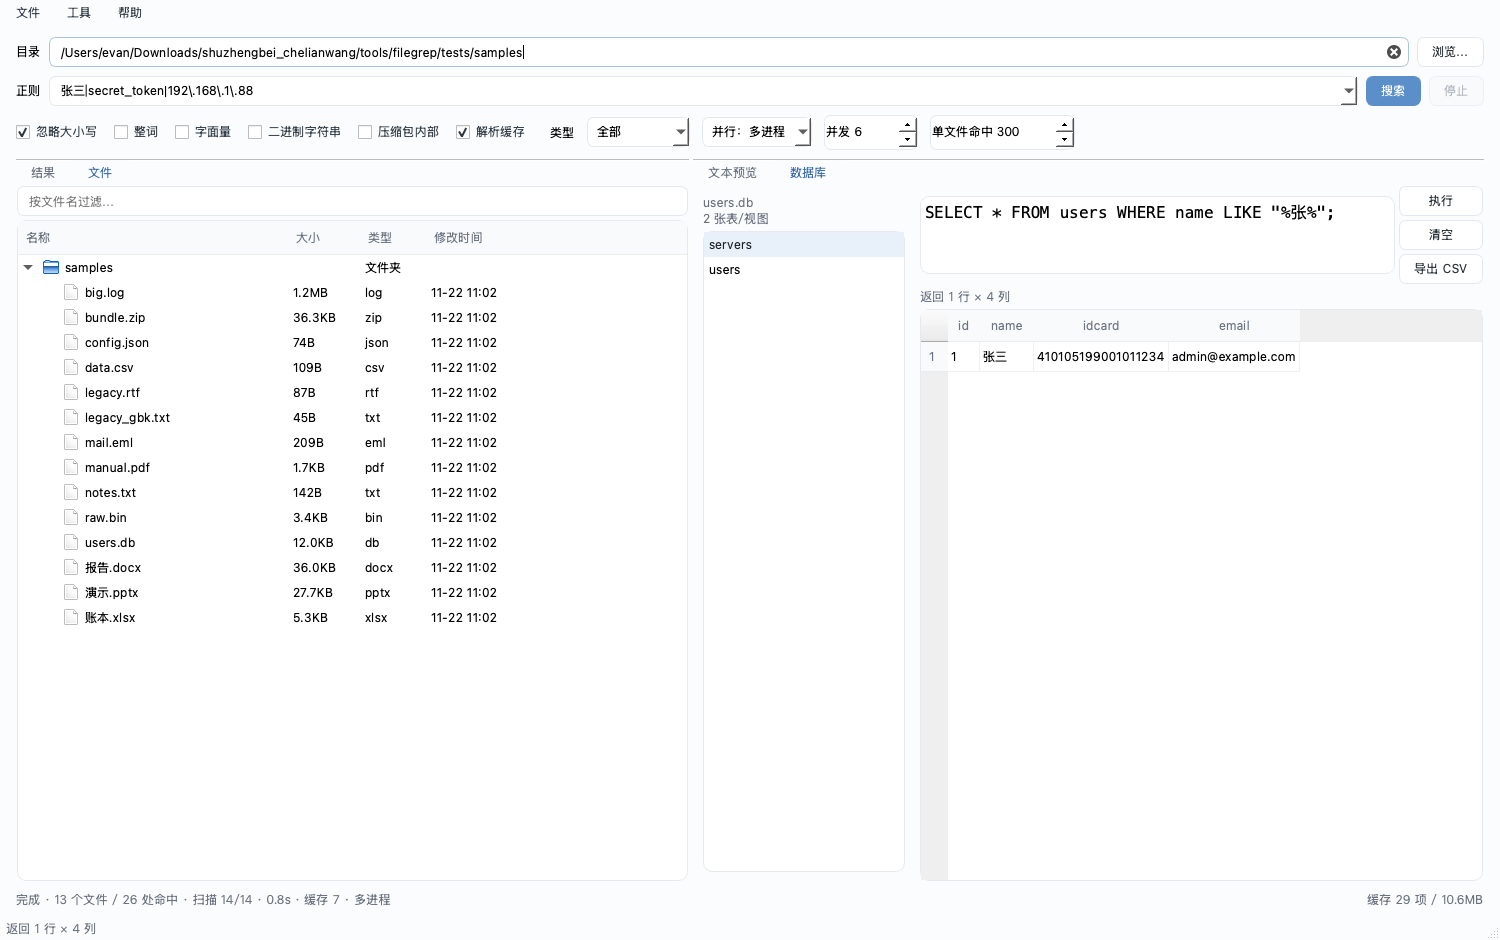 文件 工具 帮助
目录 /Users/evan/Downloads/shuzhengbei_chelianwang/tools/filegrep/tests/samples 浏览...
正则 张三|secret_token|192\.168\.1\.88 搜索 停止
忽略大小写 整词 字面量 二进制字符串 压缩包内部 解析缓存 类型 全部 并行：多进程 并发 6 单文件命中 300
结果 文件
按文件名过滤...
名称 大小 类型 修改时间
samples 文件夹
big.log 1.2MB log 11-22 11:02
bundle.zip 36.3KB zip 11-22 11:02
config.json 74B json 11-22 11:02
data.csv 109B csv 11-22 11:02
legacy.rtf 87B rtf 11-22 11:02
legacy_gbk.txt 45B txt 11-22 11:02
mail.eml 209B eml 11-22 11:02
manual.pdf 1.7KB pdf 11-22 11:02
notes.txt 142B txt 11-22 11:02
raw.bin 3.4KB bin 11-22 11:02
users.db 12.0KB db 11-22 11:02
报告.docx 36.0KB docx 11-22 11:02
演示.pptx 27.7KB pptx 11-22 11:02
账本.xlsx 5.3KB xlsx 11-22 11:02
文本预览 数据库
users.db
2 张表/视图
servers
users
SELECT * FROM users WHERE name LIKE "%张%";
执行
清空
导出 CSV
返回 1 行 × 4 列
id name idcard email
1 1 张三 410105199001011234 admin@example.com
完成 · 13 个文件 / 26 处命中 · 扫描 14/14 · 0.8s · 缓存 7 · 多进程
缓存 29 项 / 10.6MB
返回 1 行 × 4 列